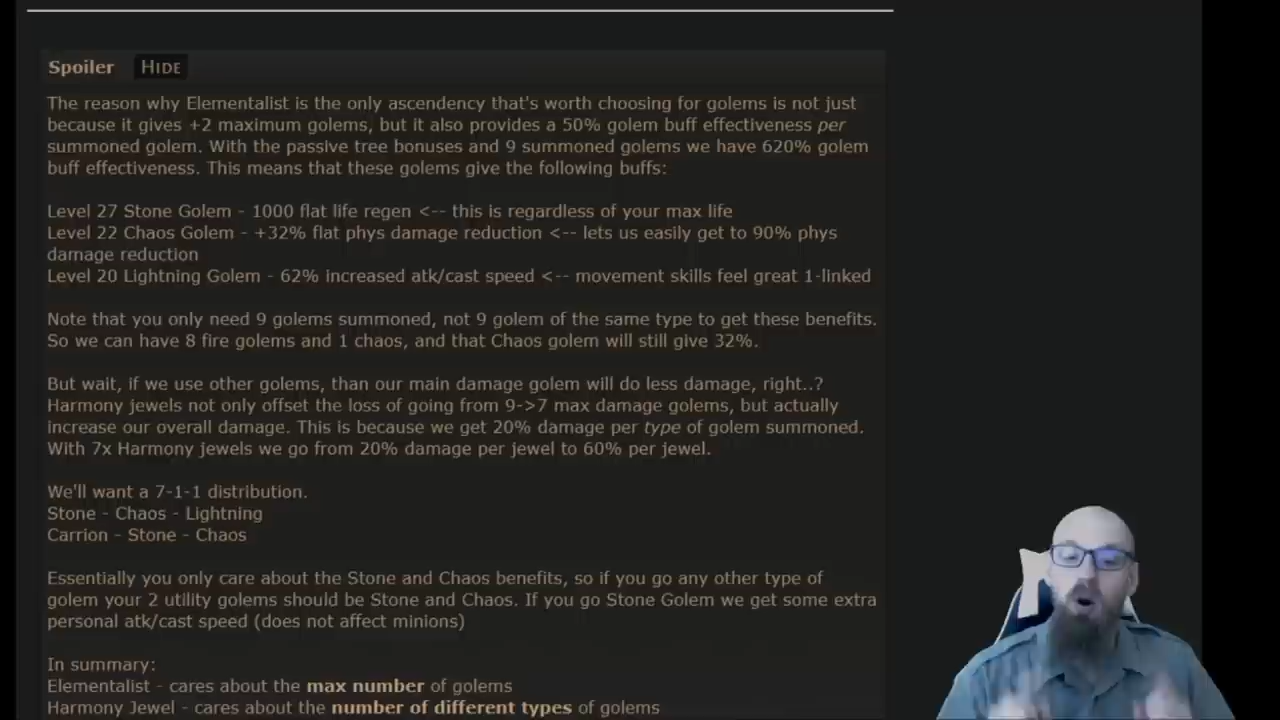 Spoiler HIDE
The reason why Elementalist is the only ascendency that's worth choosing for golems is not just
because it gives +2 maximum golems, but it also provides a 50% golem buff effectiveness per
summoned golem. With the passive tree bonuses and 9 summoned golems we have 620% golem
buff effectiveness. This means that these golems give the following buffs:
Level 27 Stone Golem - 1000 flat life regen <-- this is regardless of your max life
Level 22 Chaos Golem - +32% flat phys damage reduction <-- lets us easily get to 90% phys
damage reduction
Level 20 Lightning Golem - 62% increased atk/cast speed <-- movement skills feel great 1-linked
Note that you only need 9 golems summoned, not 9 golem of the same type to get these benefits.
So we can have 8 fire golems and 1 chaos, and that Chaos golem will still give 32%.
But wait, if we use other golems, than our main damage golem will do less damage, right..?
Harmony jewels not only offset the loss of going from 9->7 max damage golems, but actually
increase our overall damage. This is because we get 20% damage per type of golem summoned.
With 7x Harmony jewels we go from 20% damage per jewel to 60% per jewel.
We'll want a 7-1-1 distribution.
Stone - Chaos - Lightning
Carrion - Stone - Chaos
Essentially you only care about the Stone and Chaos benefits, so if you go any other type of
golem your 2 utility golems should be Stone and Chaos. If you go Stone Golem we get some extra
personal atk/cast speed (does not affect minions)
In summary:
Elementalist - cares about the max number of golems
Harmony Jewel - cares about the number of different types of golems